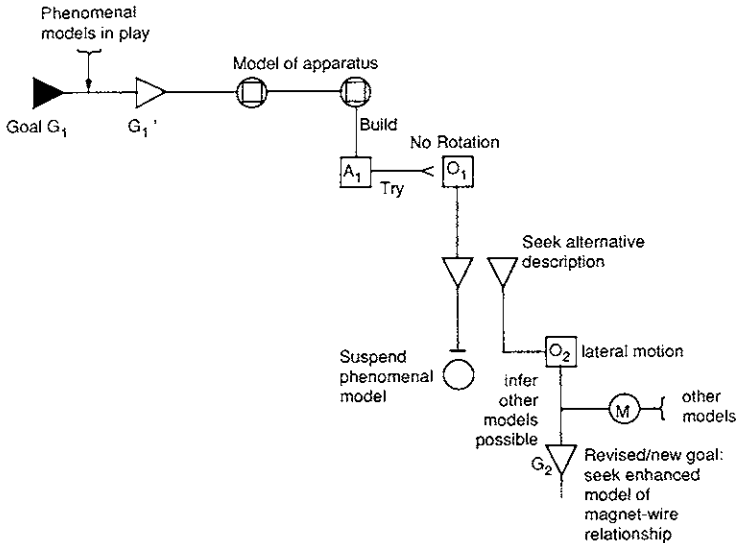 Phenomenal
models in play
Model of apparatus
Goal G1
G1'
Build
No Rotation
A1
Try
O1
Seek alternative
description
Suspend
phenomenal
model
O2
lateral motion
infer
other
models
possible
M
other
models
G2
Revised/new goal:
seek enhanced
model of
magnet-wire
relationship